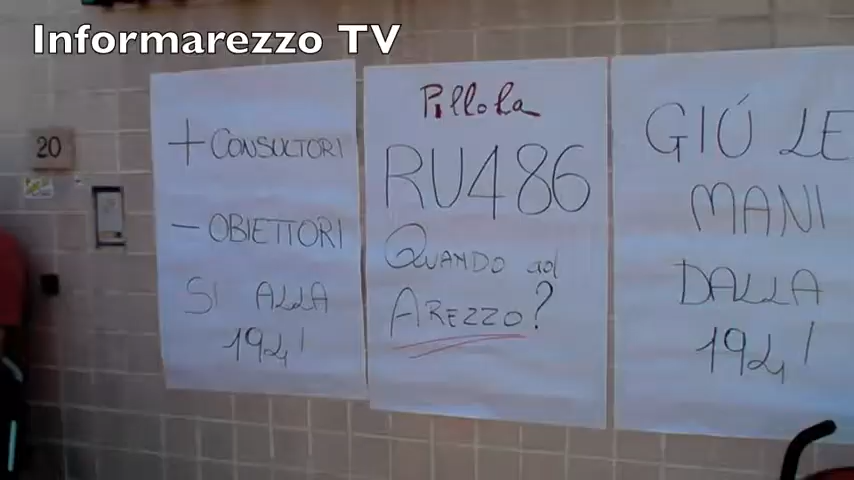 Informarezzo TV
20
+ CONSULTORI
- OBIETTORI
SI ALLA
194!
Pillola
RU486
QUANDO ad
AREZZO?
GIÚ LE
MANI
DALLA
194!